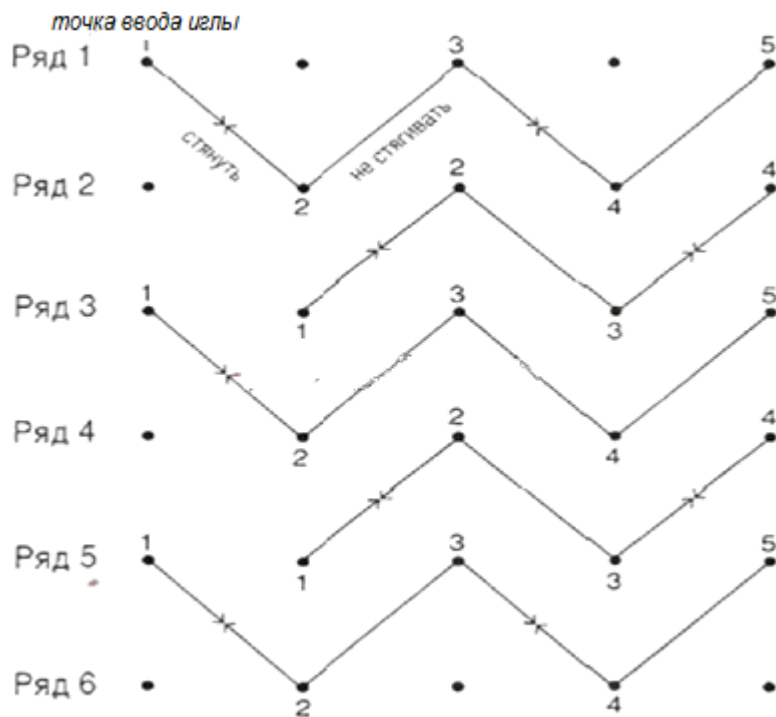 точка ввода иглы
1 3 5
Ряд 1
стянуть
не стягивать
2 4
Ряд 2
2 4
1 3 5
Ряд 3
1 3
2 4
Ряд 4
2 4
1 3 5
Ряд 5
1 3
Ряд 6
2 4